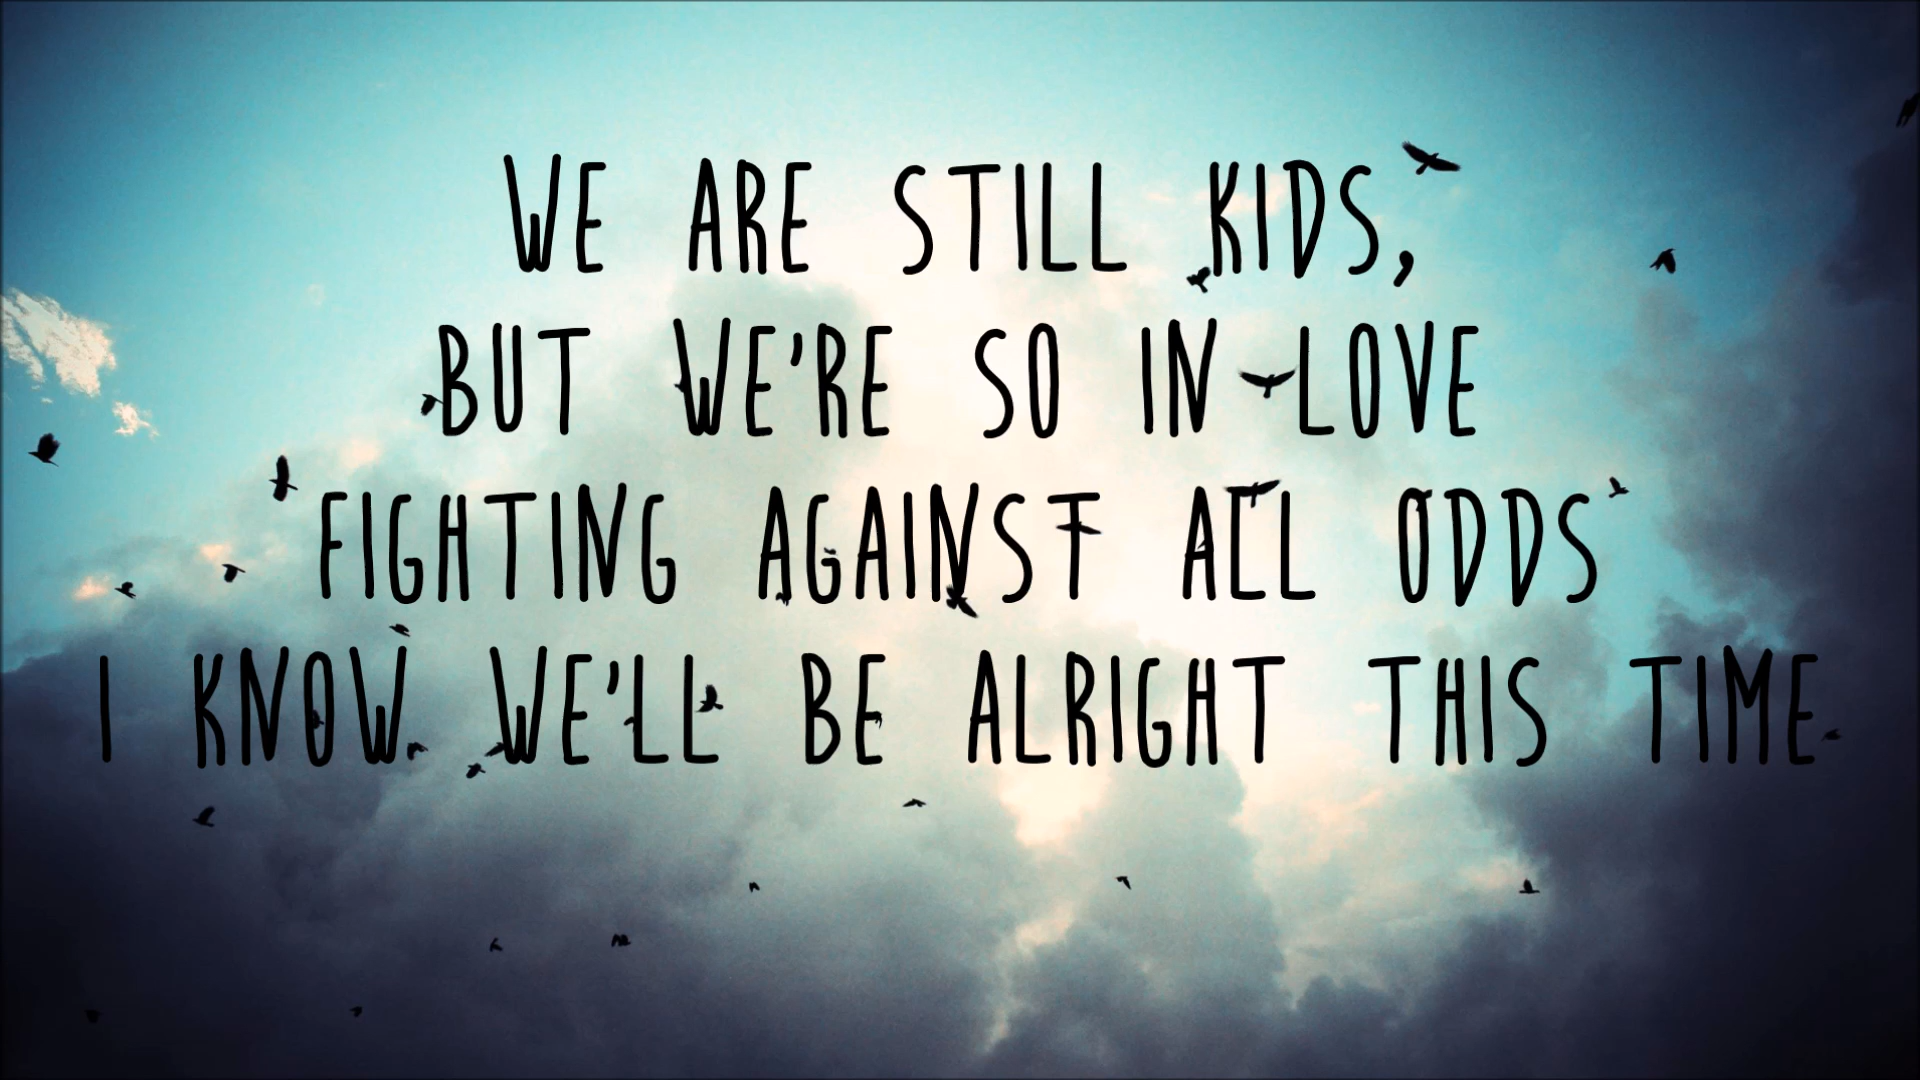 WE ARE STILL KIDS,
BUT WE'RE SO IN LOVE
FIGHTING AGAINST ALL ODDS
I KNOW WE'LL BE ALRIGHT THIS TIME